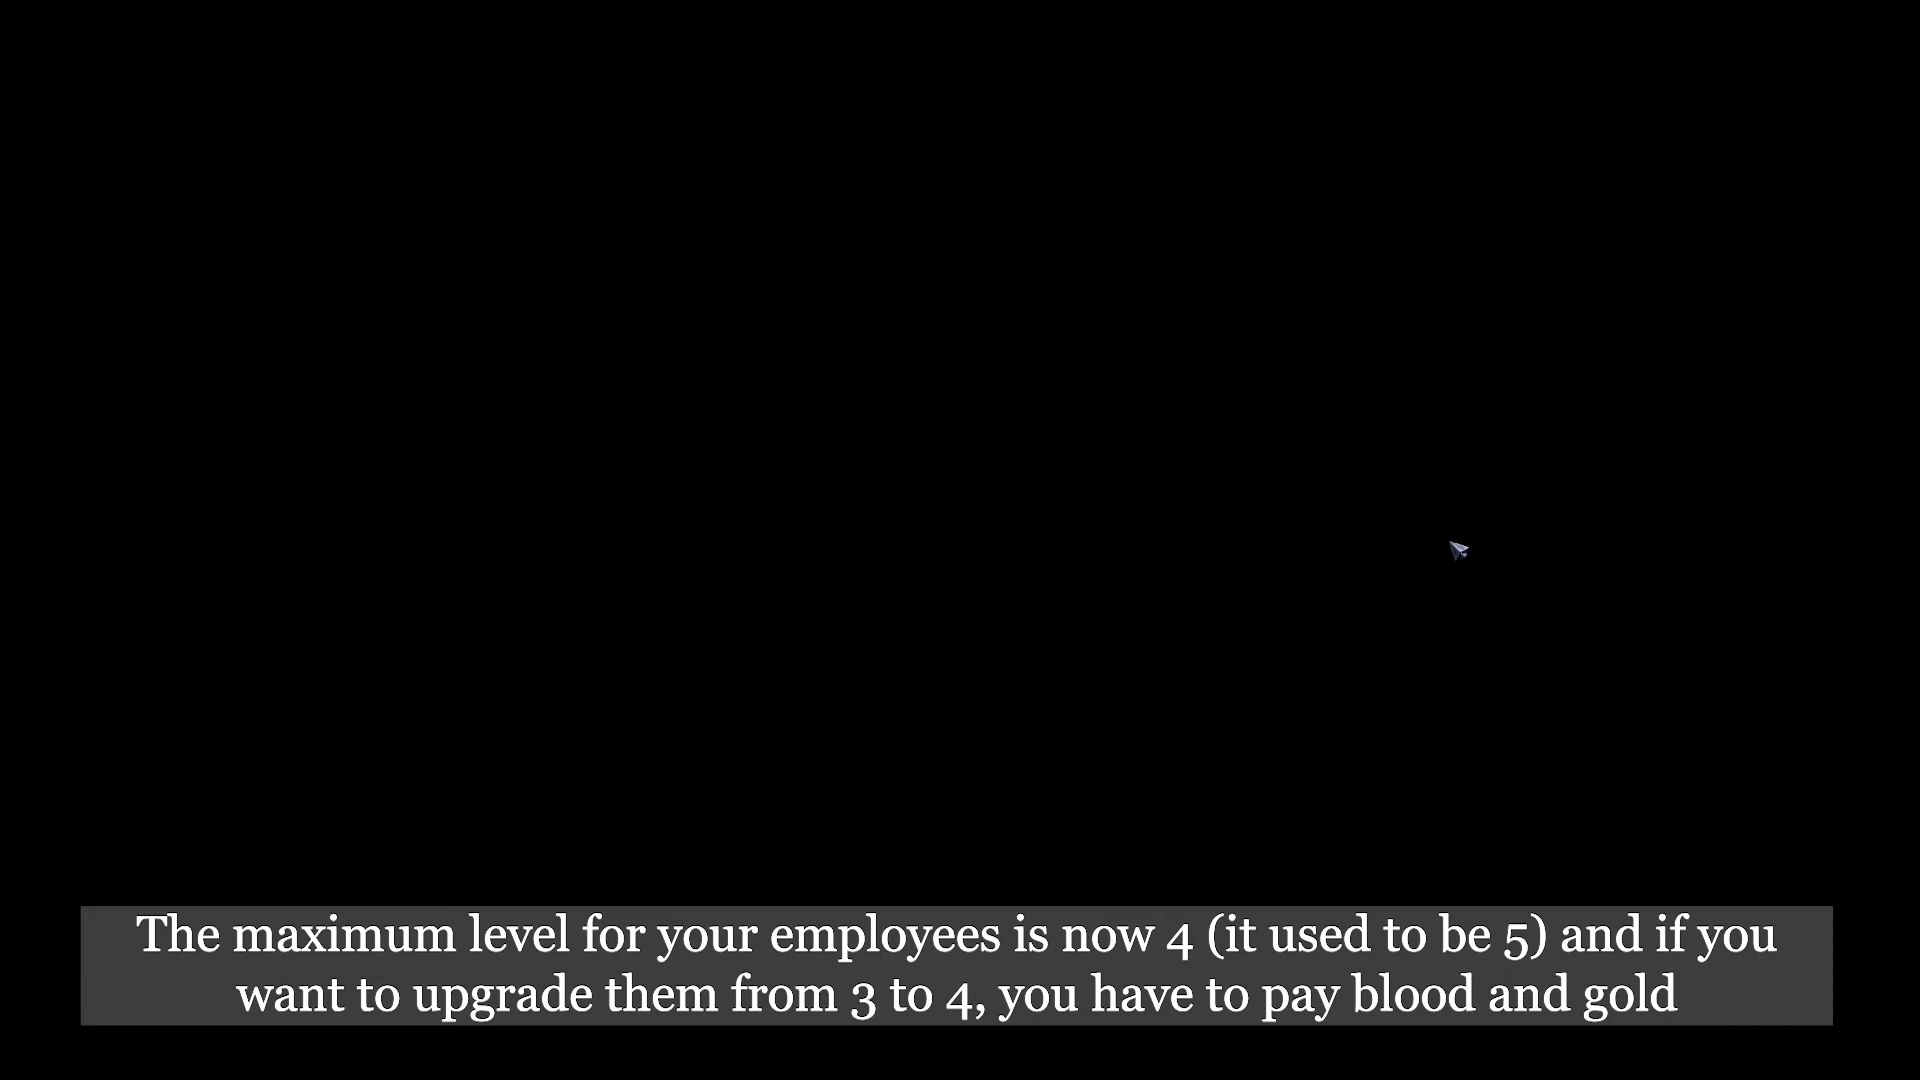 The maximum level for your employees is now 4 (it used to be 5) and if you
want to upgrade them from 3 to 4, you have to pay blood and gold